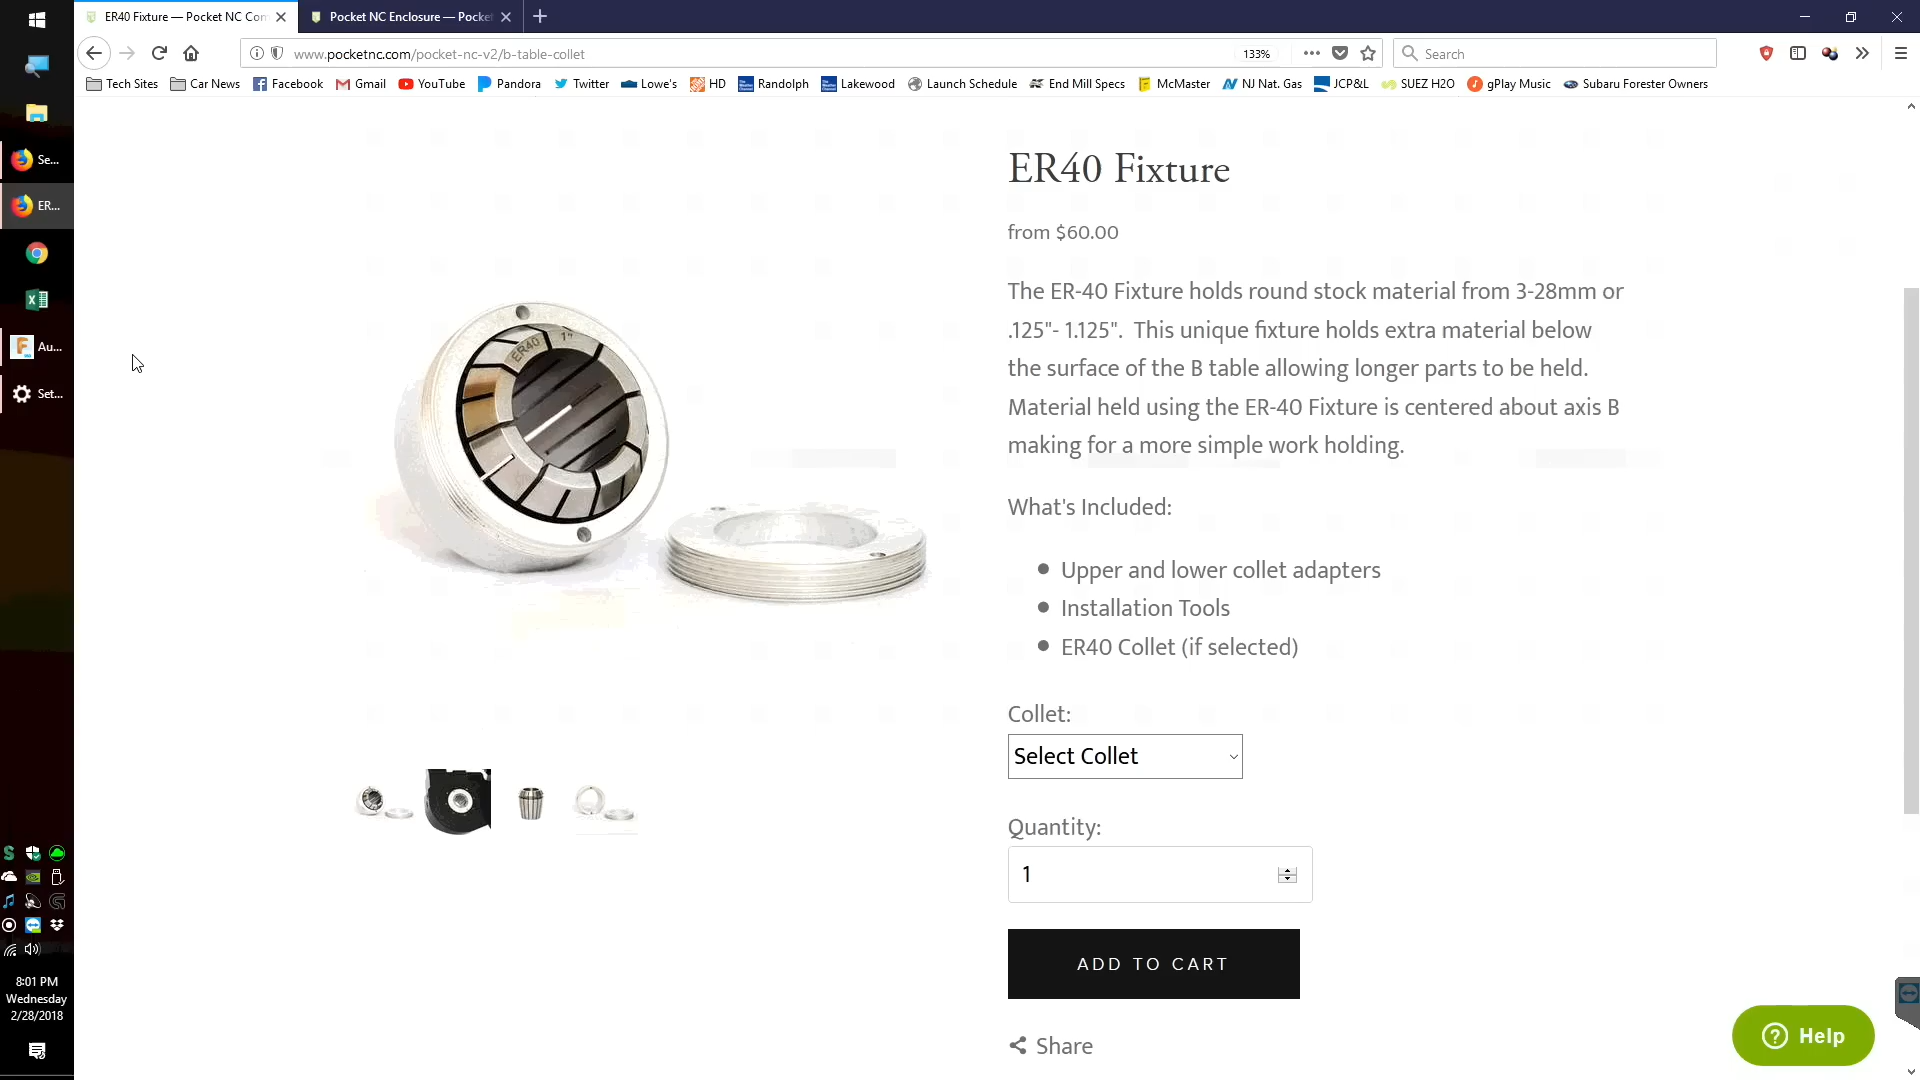 ER40 Fixture — Pocket NC Com
Pocket NC Enclosure — Pocket
www.pocketnc.com/pocket-nc-v2/b-table-collet
133%
Search
Tech Sites
Car News
Facebook
Gmail
YouTube
Pandora
Twitter
Lowe's
HD
Randolph
Lakewood
Launch Schedule
End Mill Specs
McMaster
NJ Nat. Gas
JCP&L
SUEZ H2O
gPlay Music
Subaru Forester Owners
Se...
ER...
Au...
Set...
8:01 PM
Wednesday
2/28/2018
ER40 1"
ER40 Fixture
from $60.00
The ER-40 Fixture holds round stock material from 3-28mm or
.125"- 1.125".  This unique fixture holds extra material below
the surface of the B table allowing longer parts to be held.
Material held using the ER-40 Fixture is centered about axis B
making for a more simple work holding.
What's Included:
Upper and lower collet adapters
Installation Tools
ER40 Collet (if selected)
Collet:
Select Collet
Quantity:
1
ADD TO CART
Share
Help